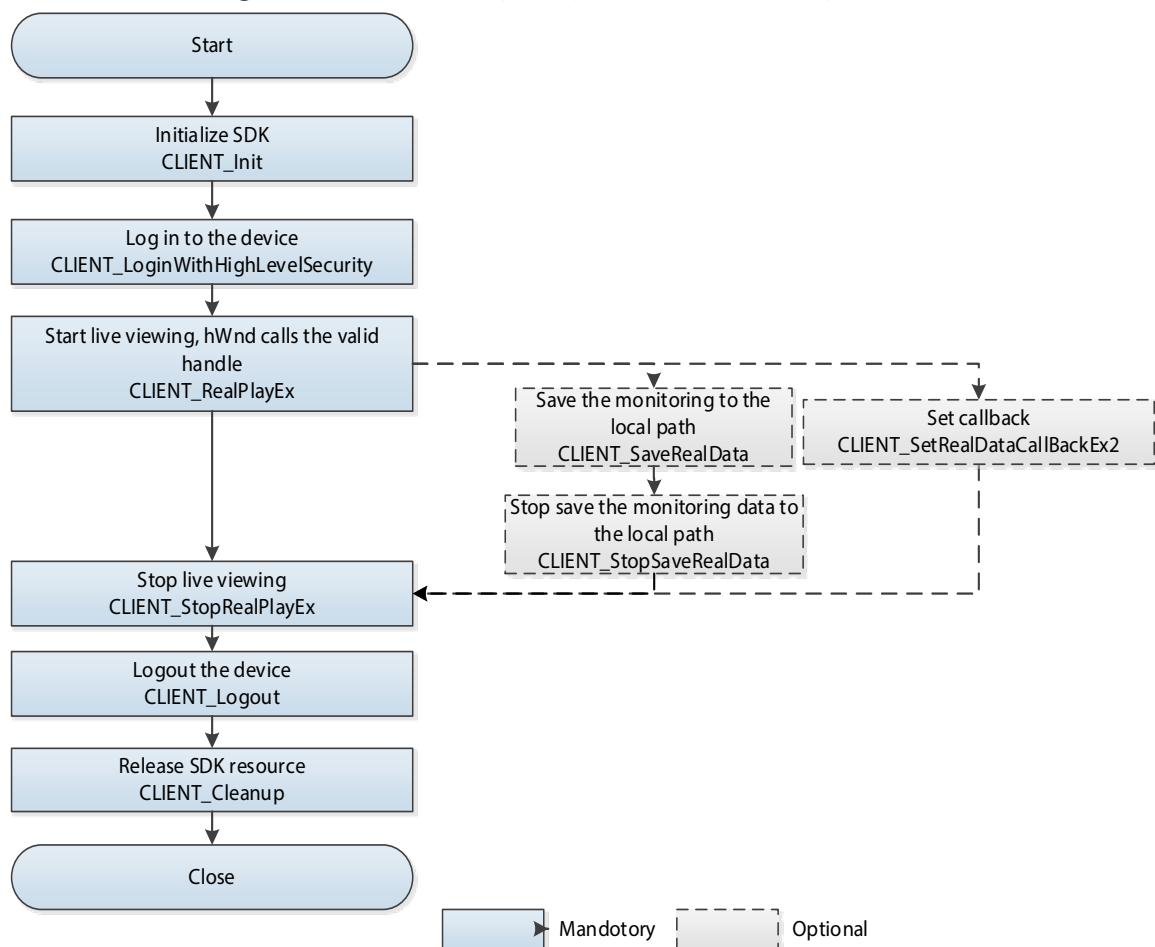 Start
Initialize SDK
CLIENT_Init
Log in to the device
CLIENT_LoginWithHighLevelSecurity
Start live viewing, hWnd calls the valid
handle
CLIENT_RealPlayEx
Save the monitoring to the
local path
CLIENT_SaveRealData
Set callback
CLIENT_SetRealDataCallBackEx2
Stop save the monitoring data to
the local path
CLIENT_StopSaveRealData
Stop live viewing
CLIENT_StopRealPlayEx
Logout the device
CLIENT_Logout
Release SDK resource
CLIENT_Cleanup
Close
Mandotory
Optional